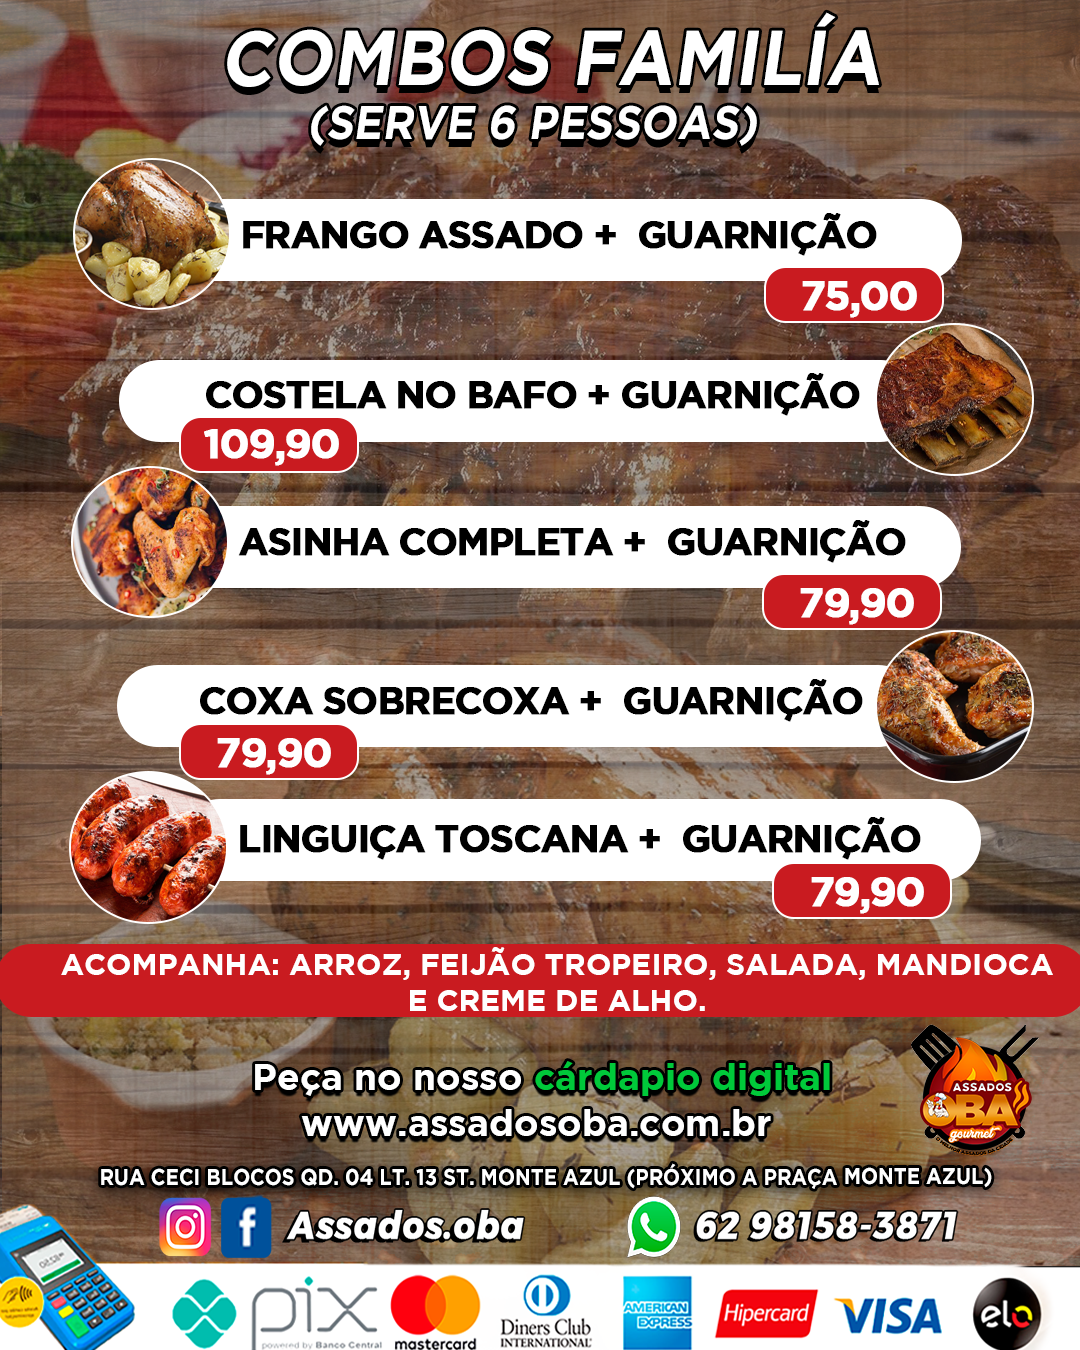 COMBOS FAMILÍA
(SERVE 6 PESSOAS)
FRANGO ASSADO + GUARNIÇÃO
75,00
COSTELA NO BAFO + GUARNIÇÃO
109,90
ASINHA COMPLETA + GUARNIÇÃO
79,90
COXA SOBRECOXA + GUARNIÇÃO
79,90
LINGUIÇA TOSCANA + GUARNIÇÃO
79,90
ACOMPANHA: ARROZ, FEIJÃO TROPEIRO, SALADA, MANDIOCA
E CREME DE ALHO.
ASSADOS
OBA
gourmet
Peça no nosso cárdapio digital
www.assadosoba.com.br
RUA CECI BLOCOS QD. 04 LT. 13 ST. MONTE AZUL (PRÓXIMO A PRAÇA MONTE AZUL)
Assados.oba
62 98158-3871
pix
powered by Banco Central
mastercard
Diners Club
INTERNATIONAL
AMERICAN
EXPRESS
Hipercard
VISA
elo